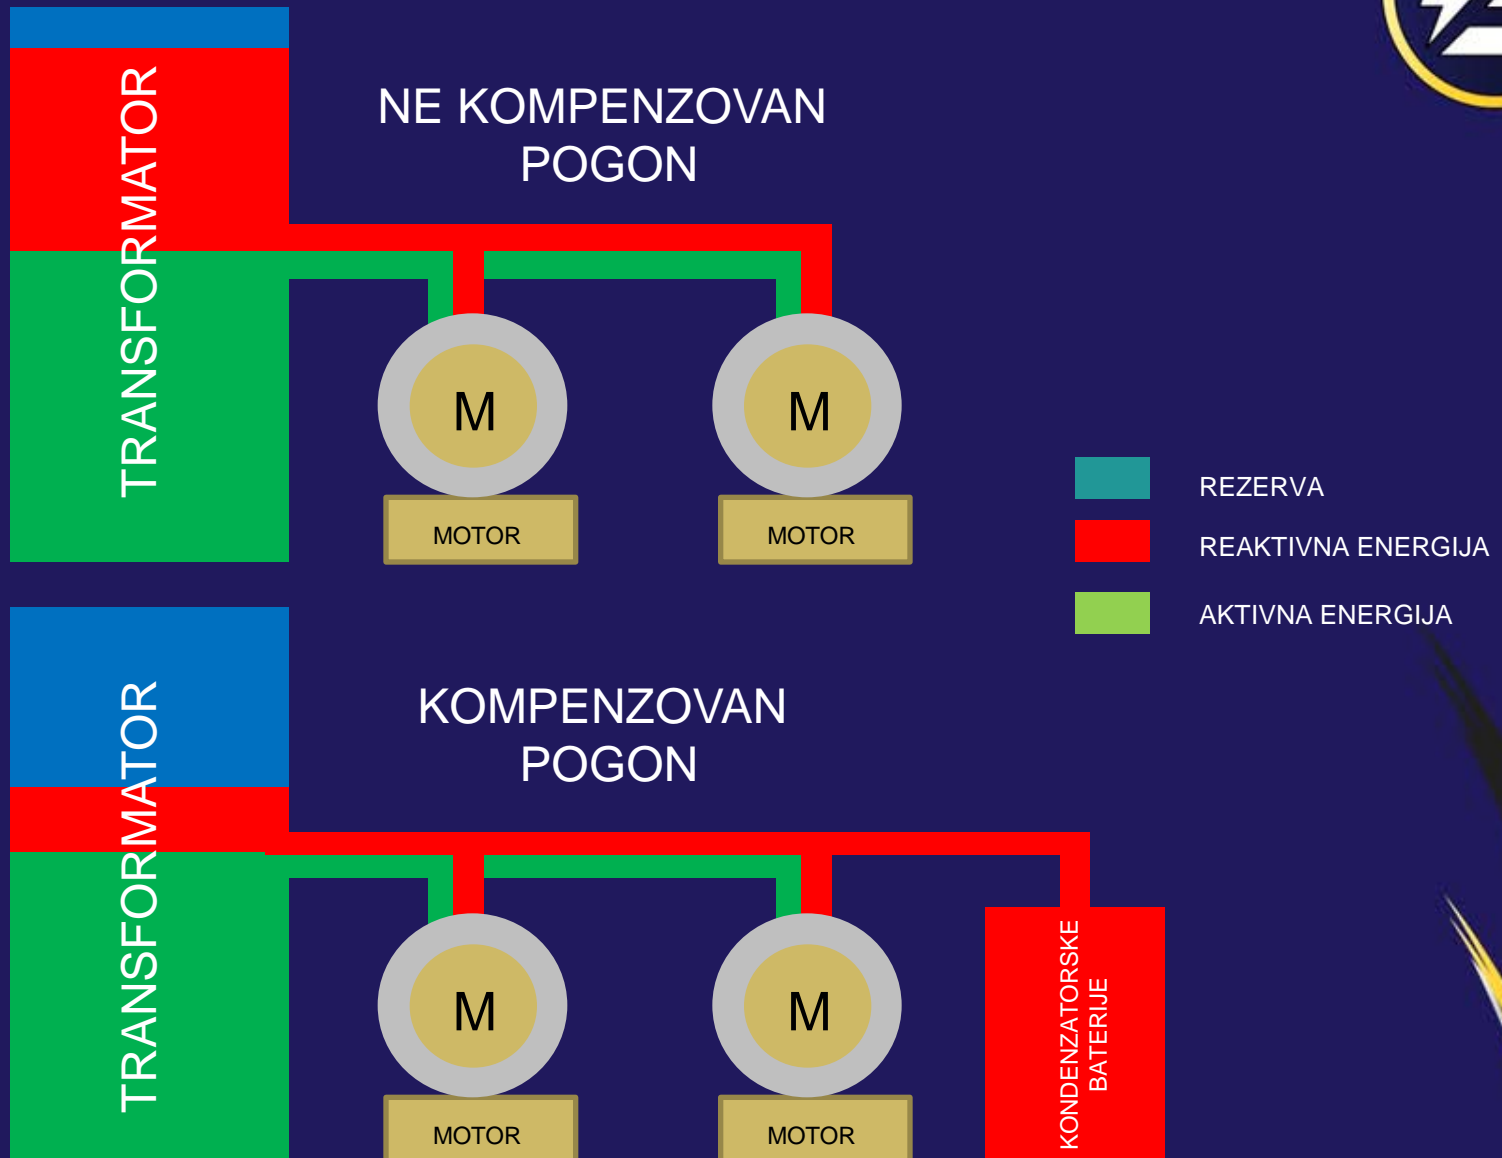 TRANSFORMATOR
NE KOMPENZOVAN
POGON
M
M
MOTOR
MOTOR
REZERVA
REAKTIVNA ENERGIJA
AKTIVNA ENERGIJA
TRANSFORMATOR
KOMPENZOVAN
POGON
M
M
MOTOR
MOTOR
KONDENZATORSKE
BATERIJE